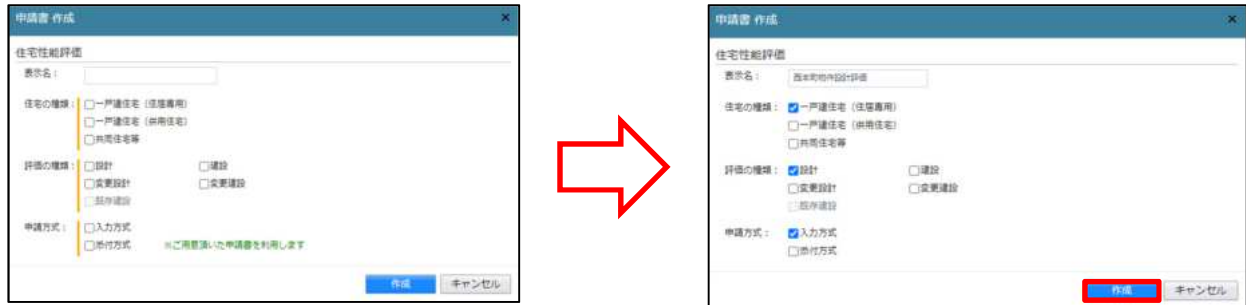 申請書 作成
×
住宅性能評価
表示名：
住宅の種類：
□一戸建住宅（住居専用）
□一戸建住宅（併用住宅）
□共同住宅等
評価の種類：
□設計 □建設
□変更設計 □変更建設
□既存建設
申請方式：
□入力方式
□添付方式 ※ご用意頂いた申請書を利用します
作成 キャンセル
申請書 作成
×
住宅性能評価
表示名： 西本町物件設計評価
住宅の種類：
☑一戸建住宅（住居専用）
□一戸建住宅（併用住宅）
□共同住宅等
評価の種類：
☑設計 □建設
□変更設計 □変更建設
□既存建設
申請方式：
☑入力方式
□添付方式
作成 キャンセル